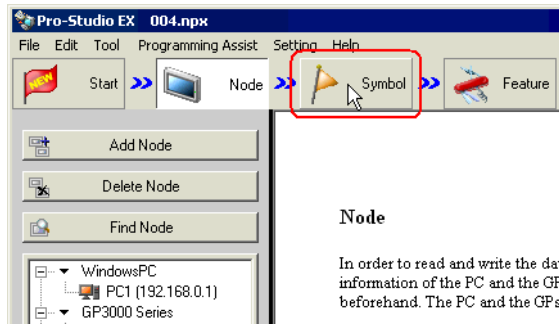 Pro-Studio EX 004.npx
File Edit Tool Programming Assist Setting Help
NEW Start Node Symbol Feature
Add Node
Delete Node
Find Node
WindowsPC
PC1 (192.168.0.1)
GP3000 Series
Node
In order to read and write the
information of the PC and the
beforehand. The PC and the GPs